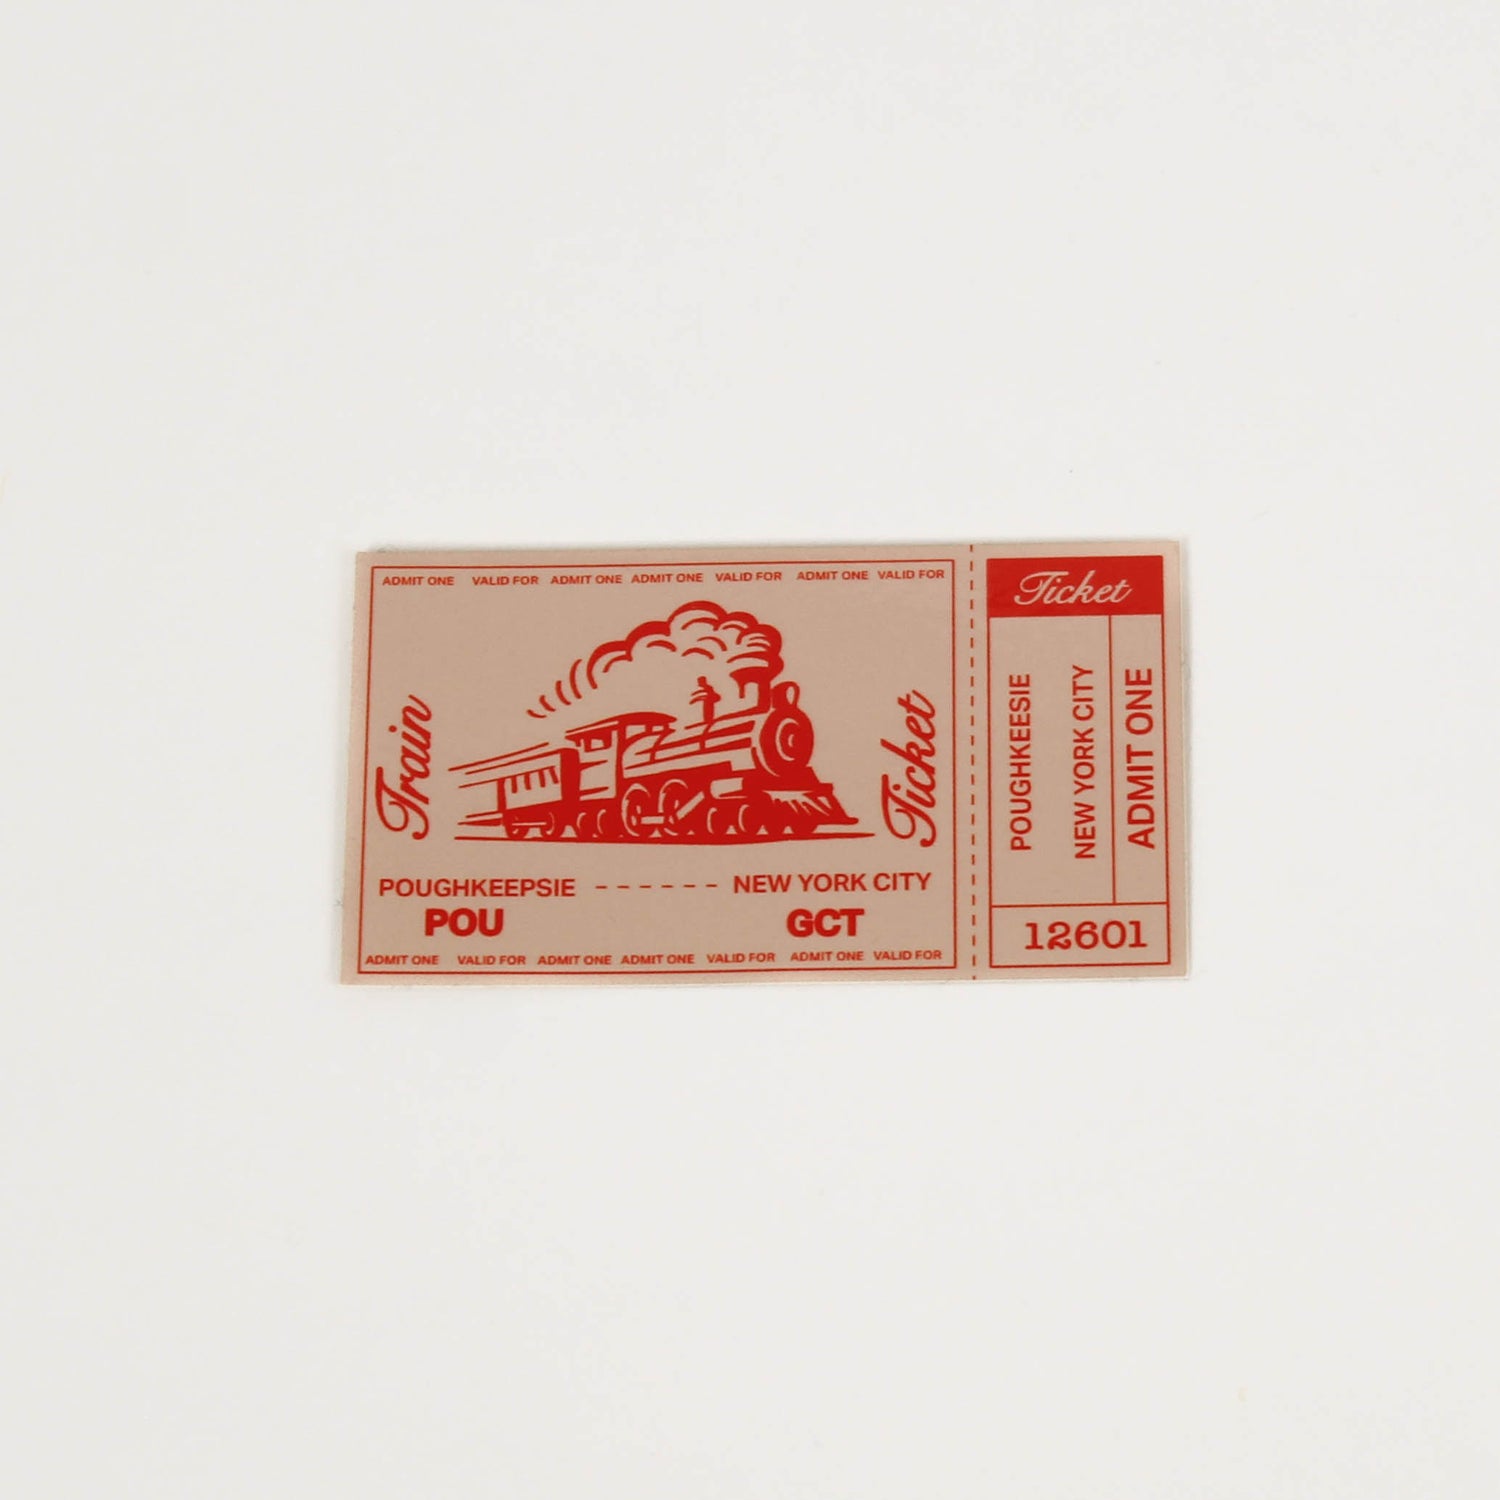 ADMIT ONE VALID FOR ADMIT ONE ADMIT ONE VALID FOR ADMIT ONE VALID FOR
Train
Ticket
POUGHKEEPSIE ------ NEW YORK CITY
POU
GCT
ADMIT ONE VALID FOR ADMIT ONE ADMIT ONE VALID FOR ADMIT ONE VALID FOR
Ticket
POUGHKEESIE
NEW YORK CITY
ADMIT ONE
12601